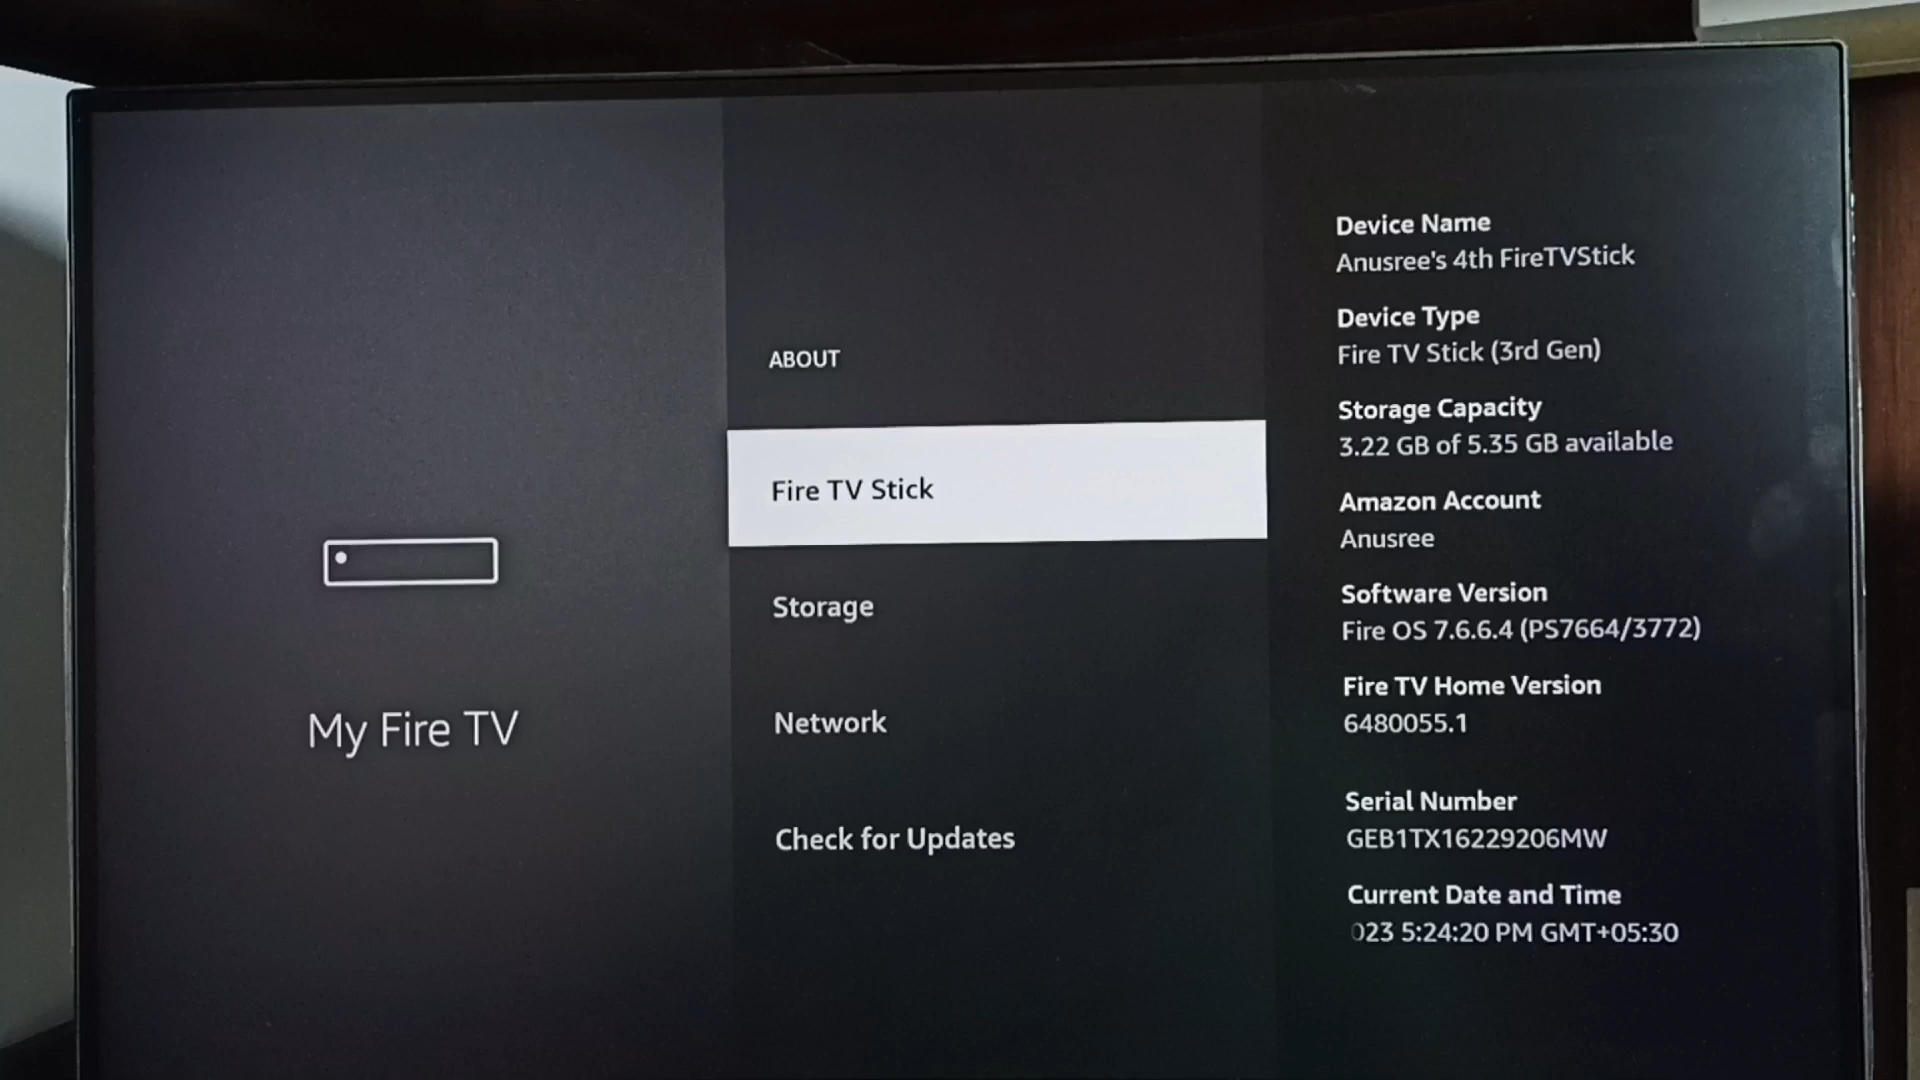 My Fire TV
ABOUT
Fire TV Stick
Storage
Network
Check for Updates
Device Name
Anusree's 4th FireTVStick
Device Type
Fire TV Stick (3rd Gen)
Storage Capacity
3.22 GB of 5.35 GB available
Amazon Account
Anusree
Software Version
Fire OS 7.6.6.4 (PS7664/3772)
Fire TV Home Version
6480055.1
Serial Number
GEB1TX16229206MW
Current Date and Time
023 5:24:20 PM GMT+05:30